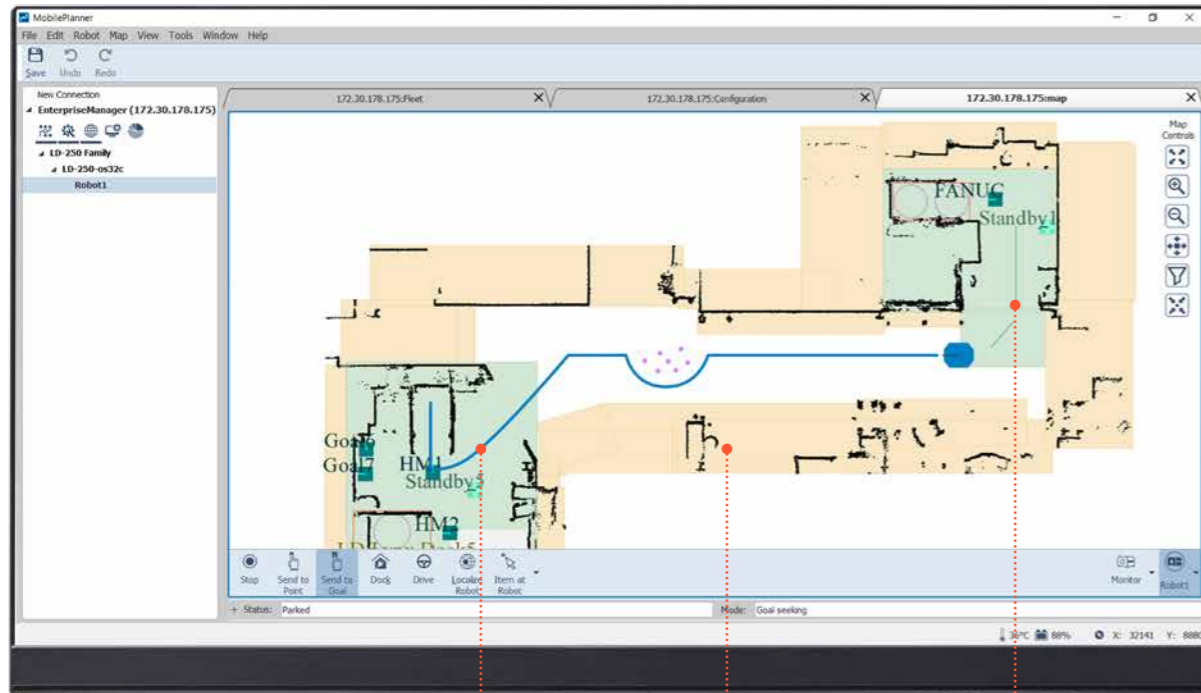 MobilePlanner
File Edit Robot Map View Tools Window Help
Save Undo Redo
New Connection
EnterpriseManager (172.30.178.175)
LD-250 Family
LD-250-os32c
Robot1
172.30.178.175:Fleet
172.30.178.175:Configuration
172.30.178.175:map
Map
Controls
FANUC
Standby1
Goal6
Goal7
HM1
Standby5
HM2
Stop
Send to
Point
Send to
Goal
Dock
Drive
Localize
Robot
Item at
Robot
Monitor
Robot1
Status: Parked
Mode: Goal seeking
36°C 88% X: 32141 Y: 8880